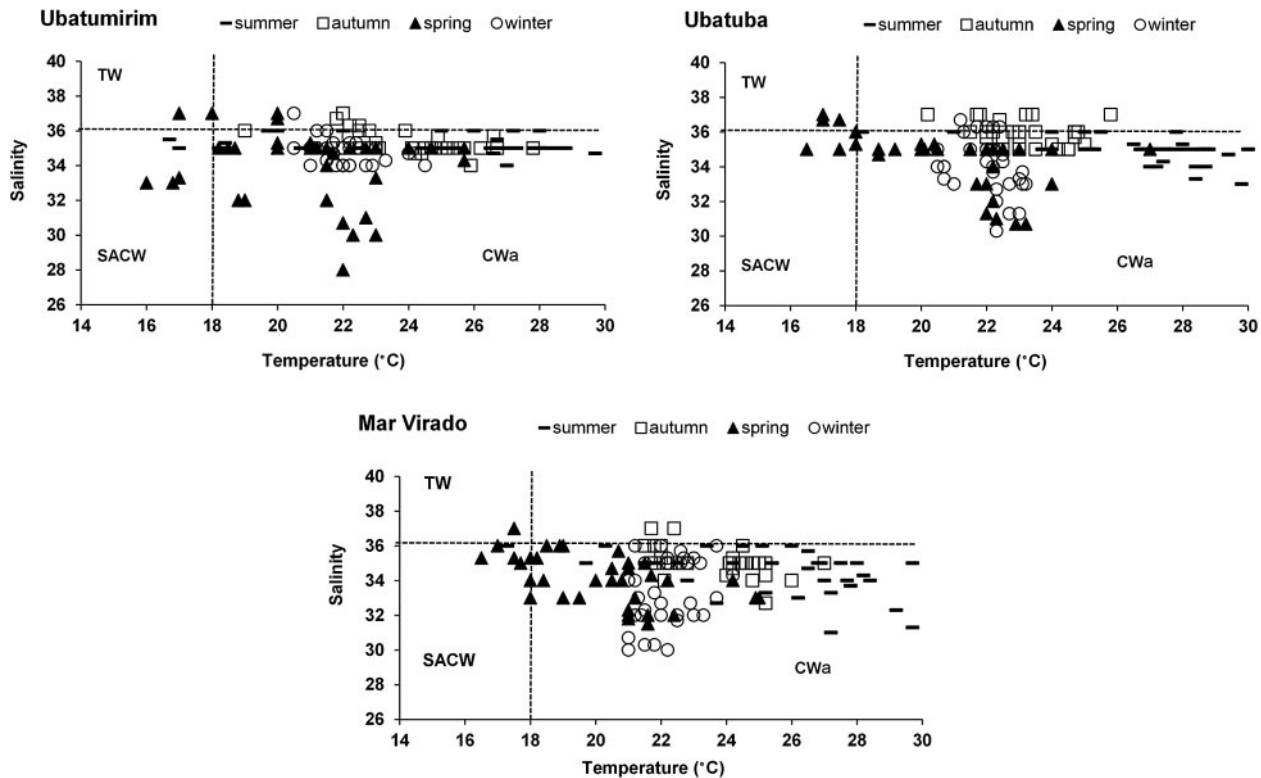 Ubatumirim
summer autumn spring winter
40
38
36
34
32
30
28
26
TW
SACW
CWa
Salinity
14 16 18 20 22 24 26 28 30
Temperature (°C)
Ubatuba
summer autumn spring winter
40
38
36
34
32
30
28
26
TW
SACW
CWa
Salinity
14 16 18 20 22 24 26 28 30
Temperature (°C)
Mar Virado
summer autumn spring winter
40
38
36
34
32
30
28
26
TW
SACW
CWa
Salinity
14 16 18 20 22 24 26 28 30
Temperature (°C)